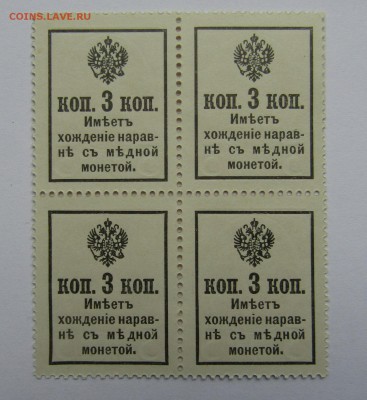 COINS.LAVE.RU
КОП. 3 КОП.
Имѣетъ
хожденіе нарав-
нѣ съ мѣдной
монетой.
КОП. 3 КОП.
Имѣетъ
хожденіе нарав-
нѣ съ мѣдной
монетой.
КОП. 3 КОП.
Имѣетъ
хожденіе нарав-
нѣ съ мѣдной
монетой.
КОП. 3 КОП.
Имѣетъ
хожденіе нарав-
нѣ съ мѣдной
монетой.